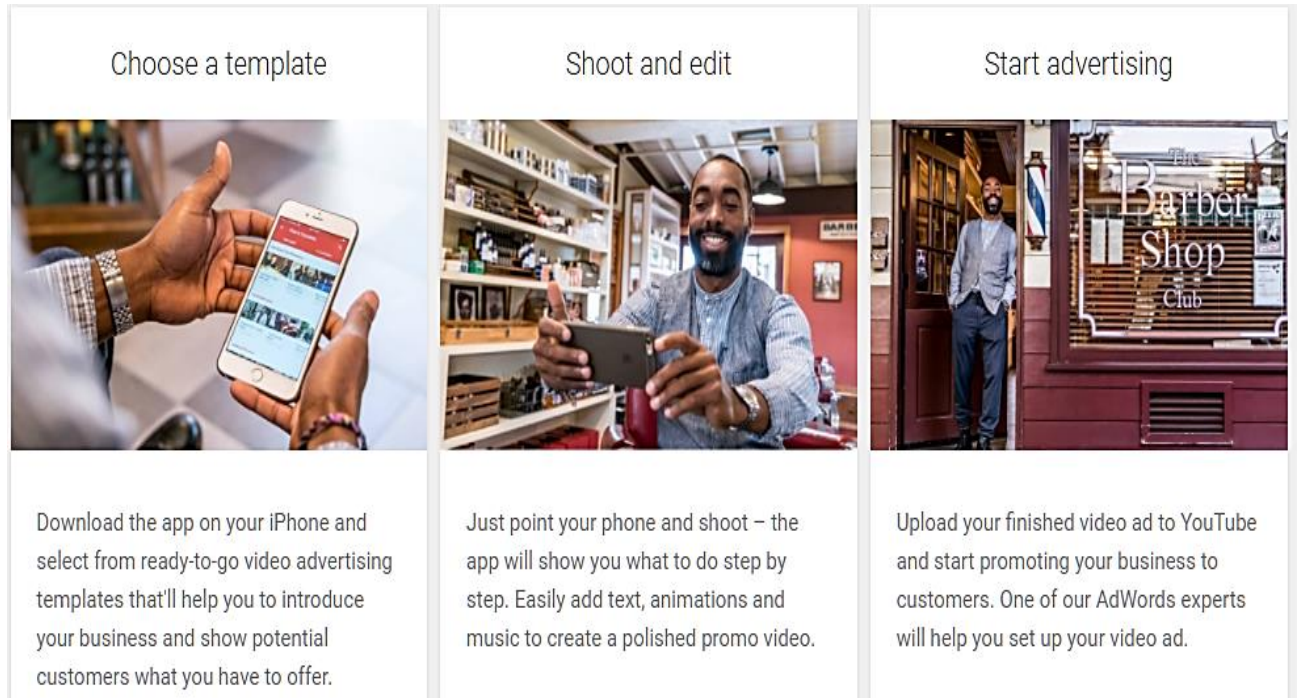 Choose a template
Download the app on your iPhone and
select from ready-to-go video advertising
templates that'll help you to introduce
your business and show potential
customers what you have to offer.
Shoot and edit
BARBE
Just point your phone and shoot – the
app will show you what to do step by
step. Easily add text, animations and
music to create a polished promo video.
Start advertising
The
Barber
Shop
Club
Upload your finished video ad to YouTube
and start promoting your business to
customers. One of our AdWords experts
will help you set up your video ad.